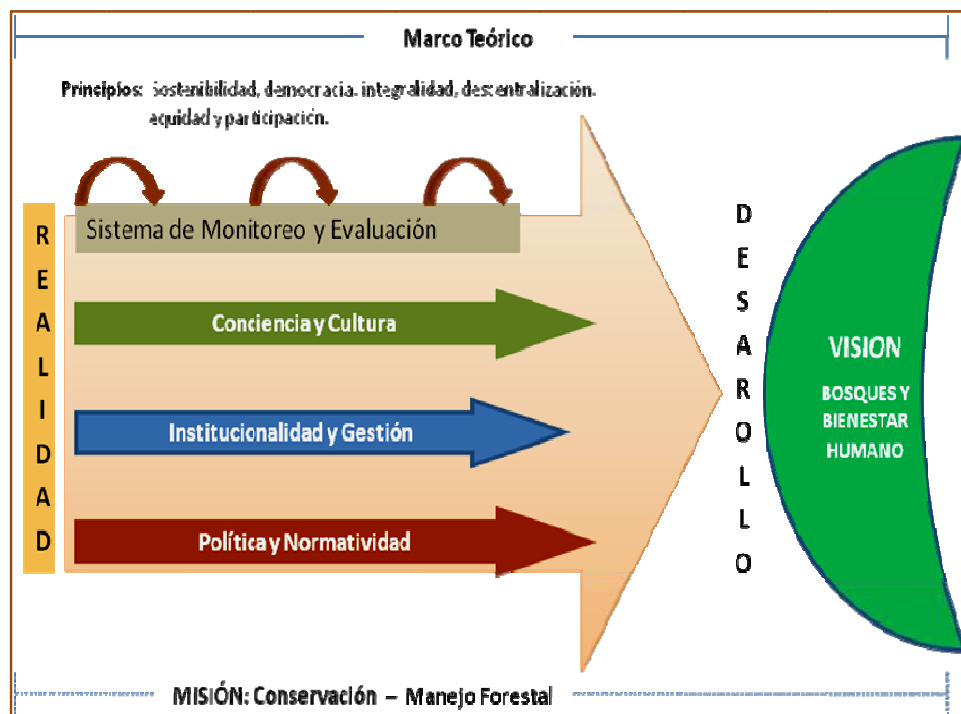 Marco Teórico
Principios: Sostenibilidad, democracia, integralidad, descentralización,
equidad y participación.
REALIDAD
Sistema de Monitoreo y Evaluación
Conciencia y Cultura
Institucionalidad y Gestión
Política y Normatividad
DESAROLLO
VISION
BOSQUES Y
BIENESTAR
HUMANO
MISIÓN: Conservación – Manejo Forestal